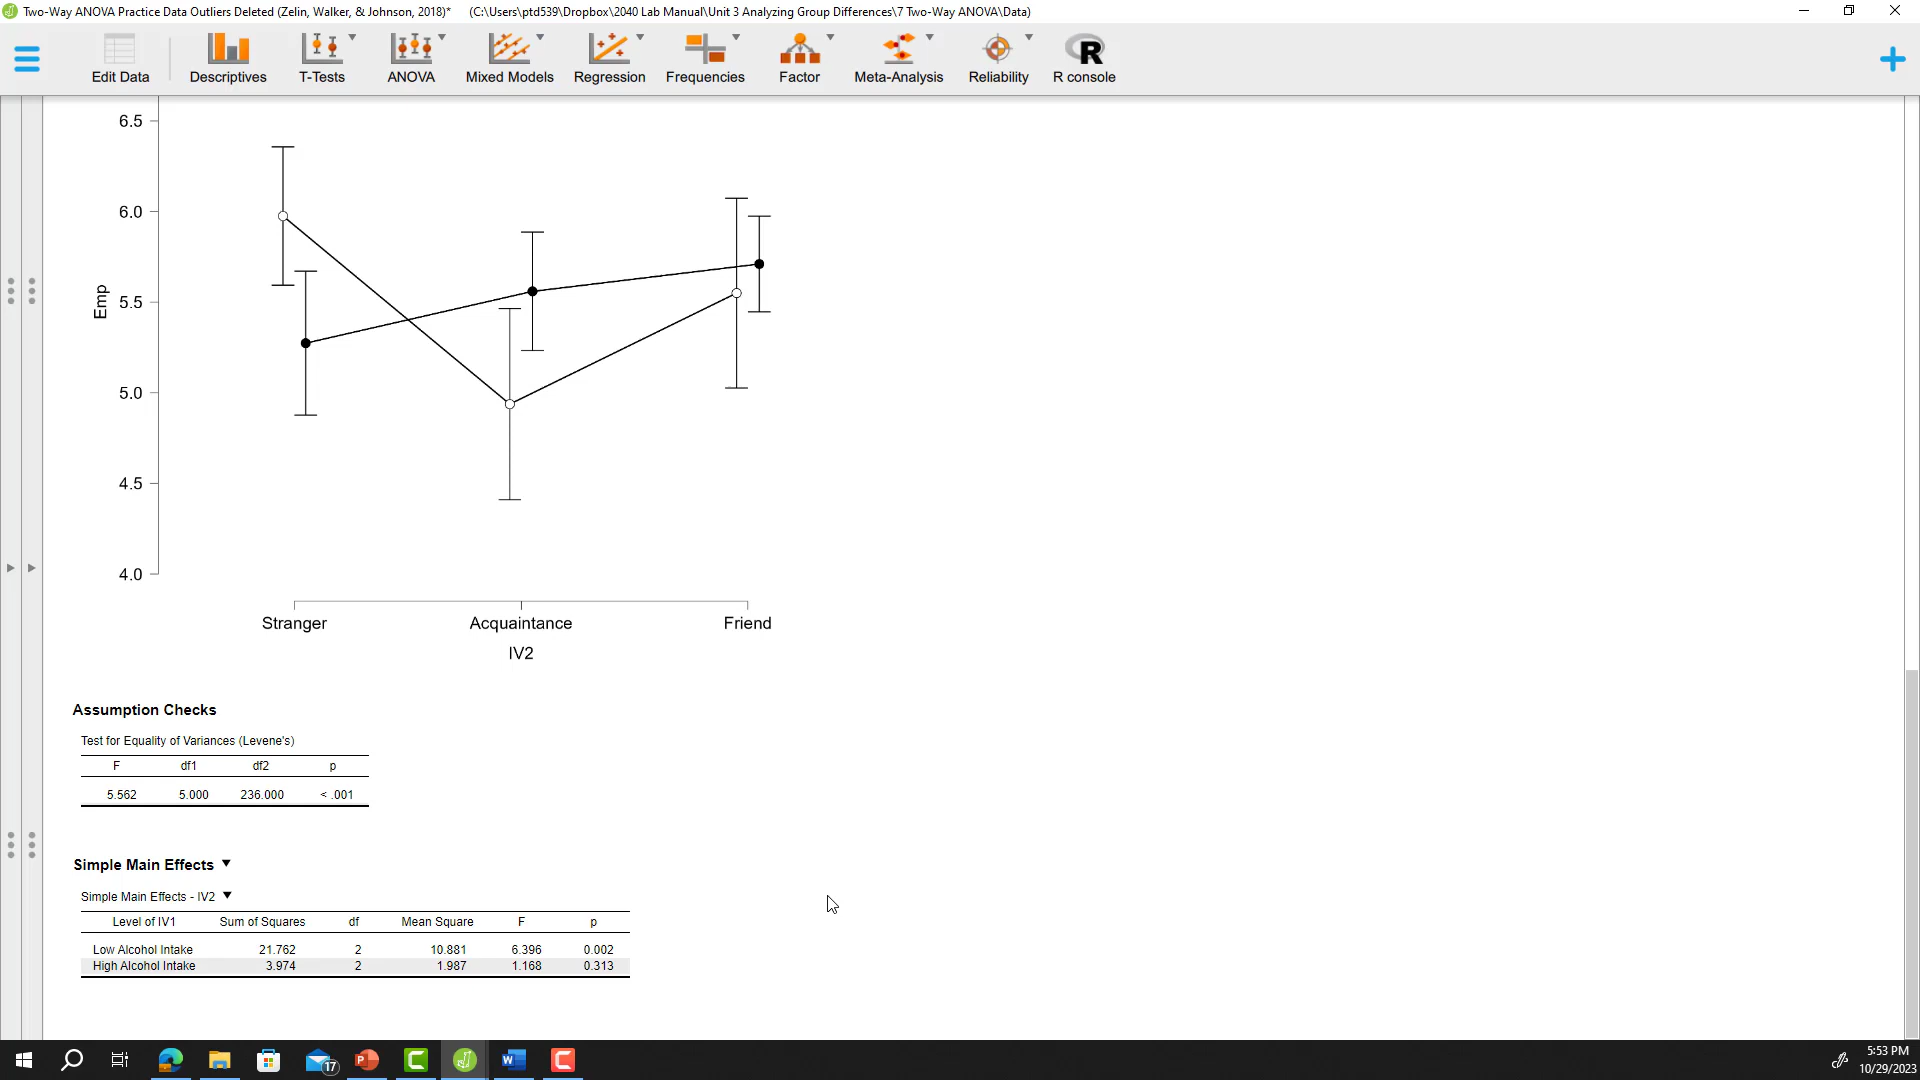 Two-Way ANOVA Practice Data Outliers Deleted (Zelin, Walker, & Johnson, 2018)* (C:\Users\ptd539\Dropbox\2040 Lab Manual\Unit 3 Analyzing Group Differences\7 Two-Way ANOVA\Data)
Edit Data Descriptives T-Tests ANOVA Mixed Models Regression Frequencies Factor Meta-Analysis Reliability R console
6.5
6.0
5.5
5.0
4.5
4.0
Emp
Stranger Acquaintance Friend
IV2
Assumption Checks
Test for Equality of Variances (Levene's)
F df1 df2 p
5.562 5.000 236.000 < .001
Simple Main Effects ▼
Simple Main Effects - IV2 ▼
Level of IV1 Sum of Squares df Mean Square F p
Low Alcohol Intake 21.762 2 10.881 6.396 0.002
High Alcohol Intake 3.974 2 1.987 1.168 0.313
17
5:53 PM
10/29/2023